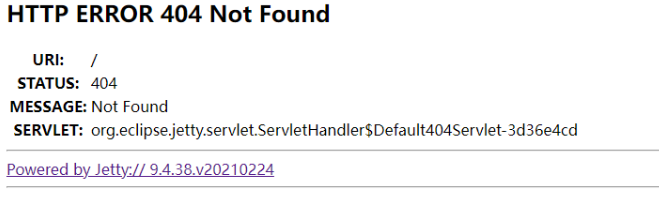 HTTP ERROR 404 Not Found
URI: /
STATUS: 404
MESSAGE: Not Found
SERVLET: org.eclipse.jetty.servlet.ServletHandler$Default404Servlet-3d36e4cd
Powered by Jetty:// 9.4.38.v20210224